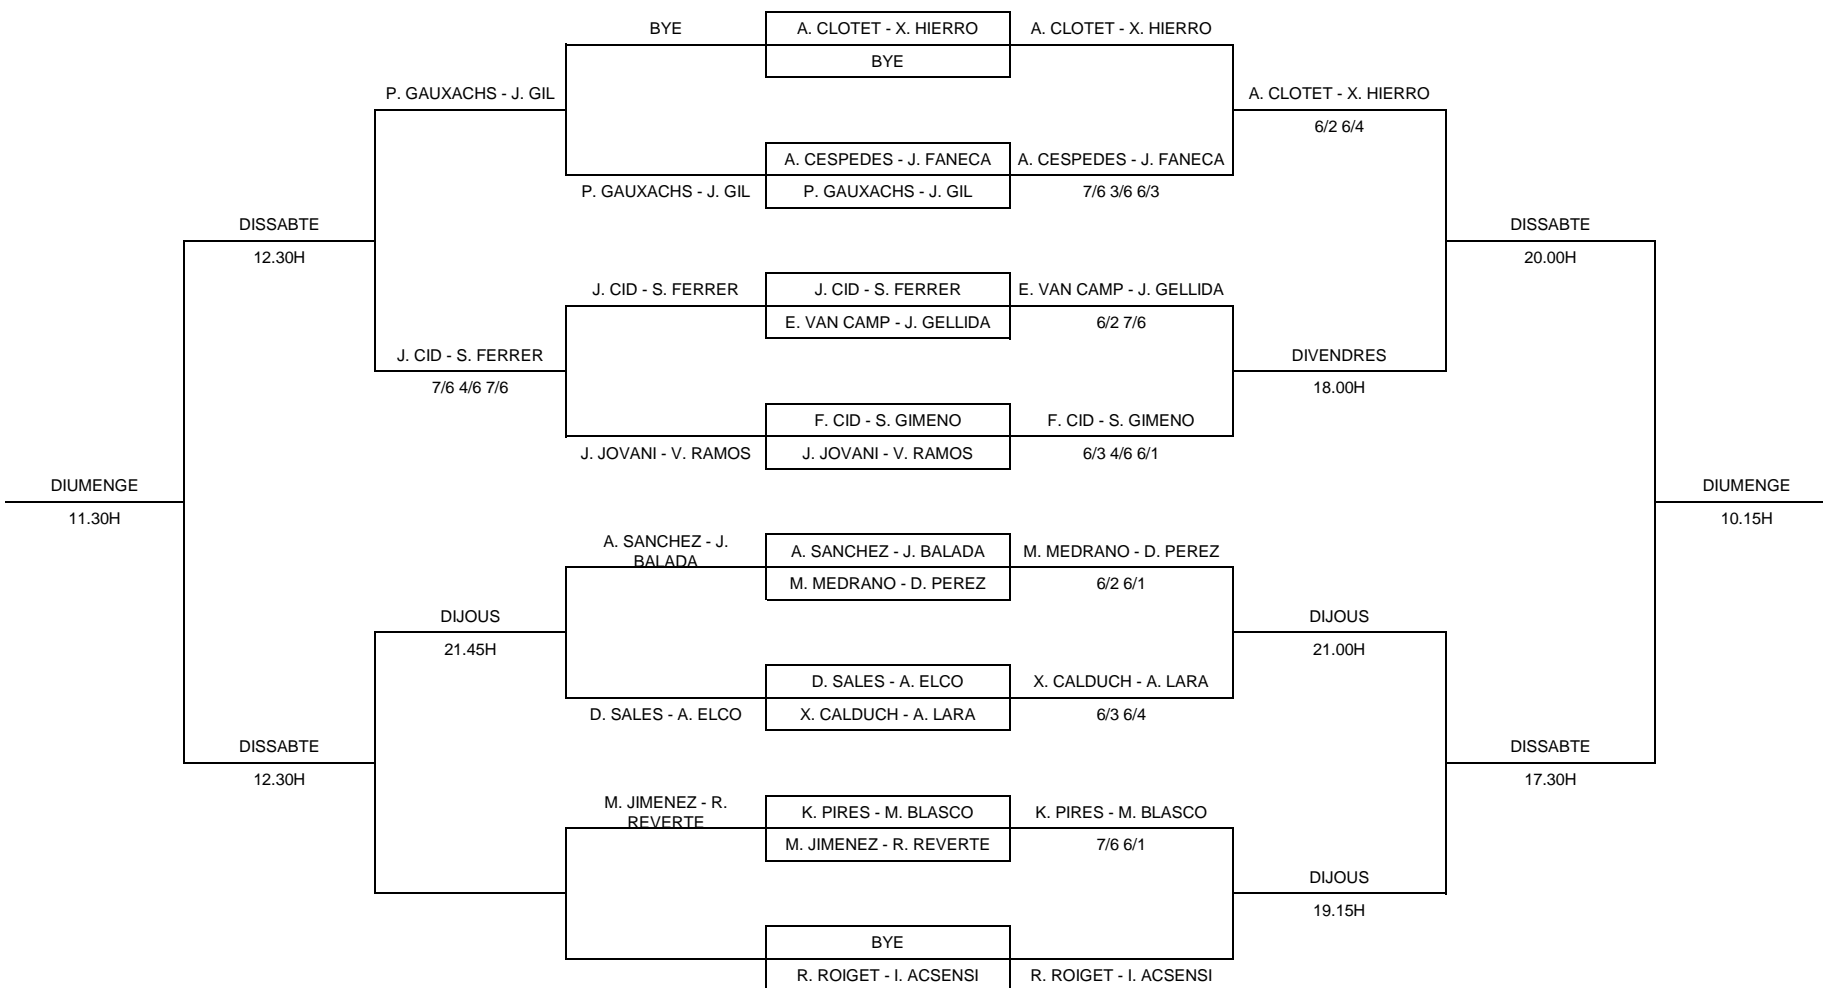 BYE
A. CLOTET - X. HIERRO
A. CLOTET - X. HIERRO
BYE
P. GAUXACHS - J. GIL
A. CLOTET - X. HIERRO
6/2 6/4
A. CESPEDES - J. FANECA
A. CESPEDES - J. FANECA
P. GAUXACHS - J. GIL
P. GAUXACHS - J. GIL
7/6 3/6 6/3
DISSABTE
DISSABTE
12.30H
20.00H
J. CID - S. FERRER
J. CID - S. FERRER
E. VAN CAMP - J. GELLIDA
E. VAN CAMP - J. GELLIDA
6/2 7/6
J. CID - S. FERRER
DIVENDRES
7/6 4/6 7/6
18.00H
F. CID - S. GIMENO
F. CID - S. GIMENO
J. JOVANI - V. RAMOS
J. JOVANI - V. RAMOS
6/3 4/6 6/1
DIUMENGE
DIUMENGE
11.30H
10.15H
A. SANCHEZ - J.
BALADA
A. SANCHEZ - J. BALADA
M. MEDRANO - D. PEREZ
M. MEDRANO - D. PEREZ
6/2 6/1
DIJOUS
DIJOUS
21.45H
21.00H
D. SALES - A. ELCO
X. CALDUCH - A. LARA
D. SALES - A. ELCO
X. CALDUCH - A. LARA
6/3 6/4
DISSABTE
DISSABTE
12.30H
17.30H
M. JIMENEZ - R.
REVERTE
K. PIRES - M. BLASCO
K. PIRES - M. BLASCO
M. JIMENEZ - R. REVERTE
7/6 6/1
DIJOUS
19.15H
BYE
R. ROIGET - I. ACSENSI
R. ROIGET - I. ACSENSI